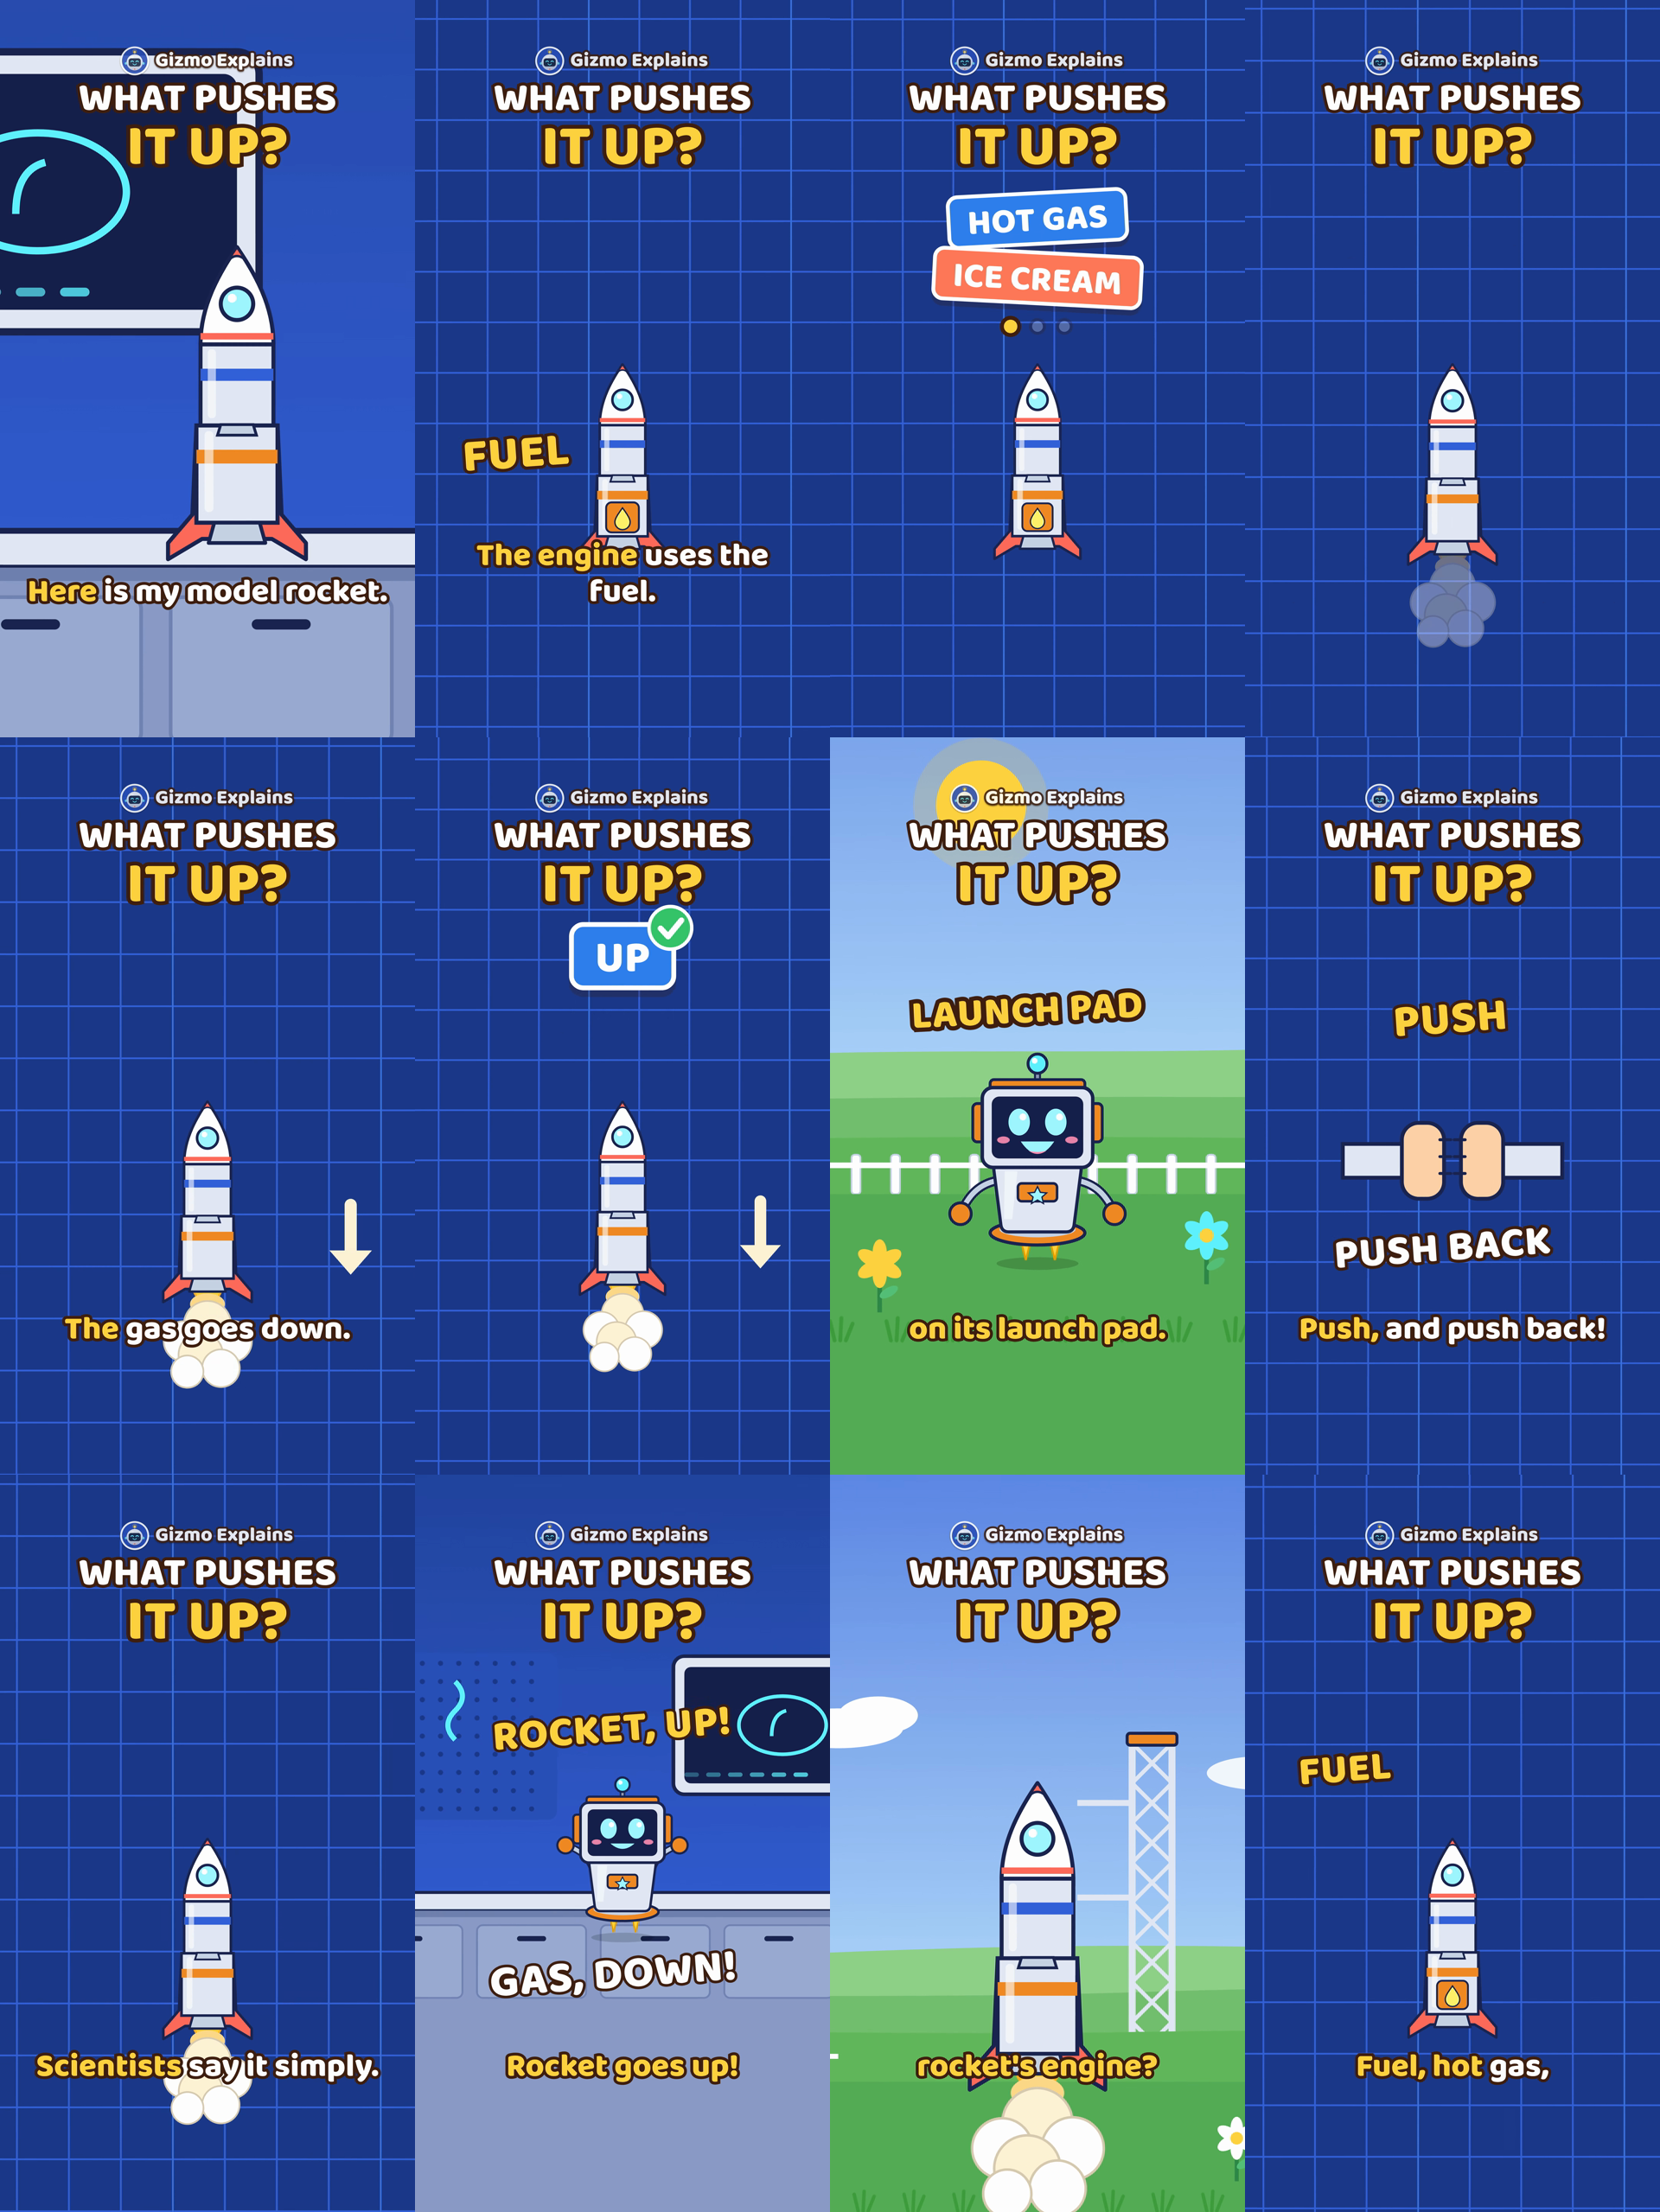 Gizmo Explains
WHAT PUSHES
IT UP?
Here is my model rocket.
Gizmo Explains
WHAT PUSHES
IT UP?
FUEL
The engine uses the
fuel.
Gizmo Explains
WHAT PUSHES
IT UP?
HOT GAS
ICE CREAM
Gizmo Explains
WHAT PUSHES
IT UP?
Gizmo Explains
WHAT PUSHES
IT UP?
The gas goes down.
Gizmo Explains
WHAT PUSHES
IT UP?
UP
Gizmo Explains
WHAT PUSHES
IT UP?
LAUNCH PAD
on its launch pad.
Gizmo Explains
WHAT PUSHES
IT UP?
PUSH
PUSH BACK
Push, and push back!
Gizmo Explains
WHAT PUSHES
IT UP?
Scientists say it simply.
Gizmo Explains
WHAT PUSHES
IT UP?
ROCKET, UP!
GAS, DOWN!
Rocket goes up!
Gizmo Explains
WHAT PUSHES
IT UP?
rocket's engine?
Gizmo Explains
WHAT PUSHES
IT UP?
FUEL
Fuel, hot gas,